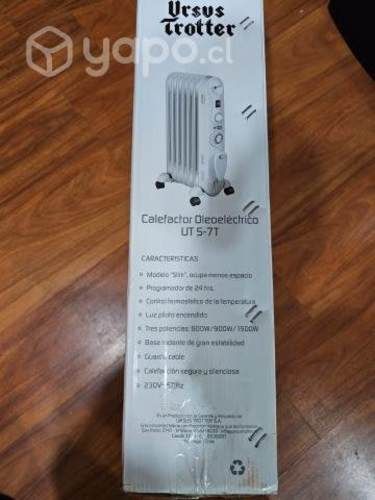 Ursus
Trotter
yapo.cl
Calefactor Oleoeléctrico
UT S-7T
CARACTERISTICAS
Modelo "Slim", ocupa menos espacio
Programador de 24 hrs.
Control termostático de la temperatura
Luz piloto encendido
Tres potencias: 600W/900W/1500W
Base rodante de gran estabilidad
Guarda cable
Calefacción segura y silenciosa
230V~50Hz
URSUS TROTTER S.A.